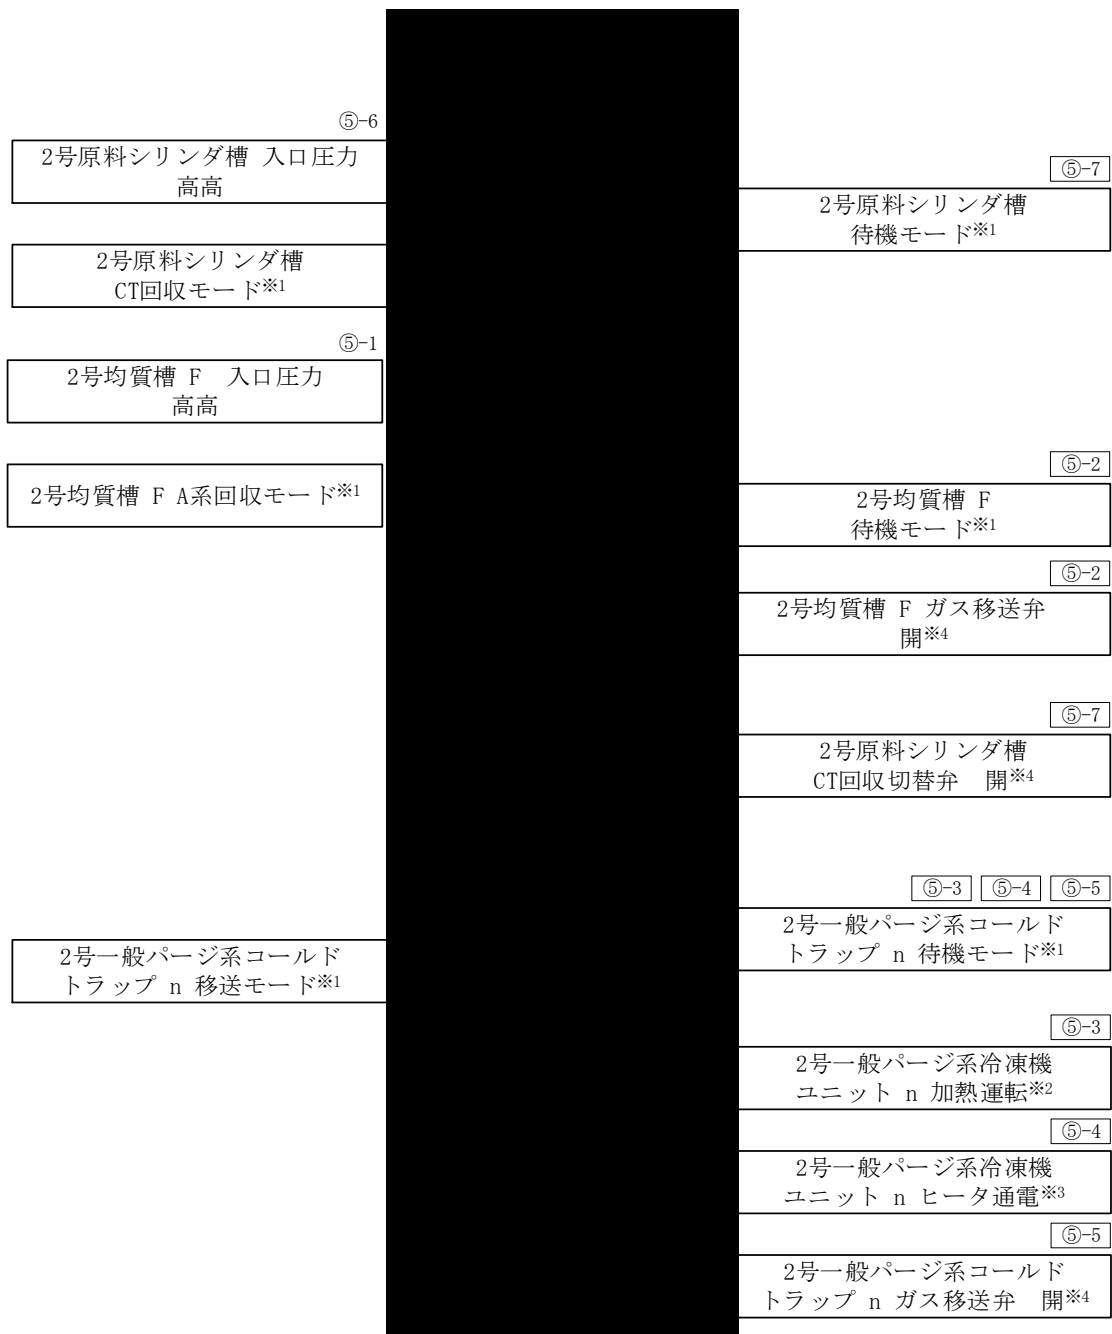 ⑤-6
2号原料シリンダ槽 入口圧力
高高
2号原料シリンダ槽
CT回収モード※1
⑤-1
2号均質槽 F 入口圧力
高高
2号均質槽 F A系回収モード※1
2号一般パージ系コールド
トラップ n 移送モード※1
⑤-7
2号原料シリンダ槽
待機モード※1
⑤-2
2号均質槽 F
待機モード※1
⑤-2
2号均質槽 F ガス移送弁
開※4
⑤-7
2号原料シリンダ槽
CT回収切替弁 開※4
⑤-3 ⑤-4 ⑤-5
2号一般パージ系コールド
トラップ n 待機モード※1
⑤-3
2号一般パージ系冷凍機
ユニット n 加熱運転※2
⑤-4
2号一般パージ系冷凍機
ユニット n ヒータ通電※3
⑤-5
2号一般パージ系コールド
トラップ n ガス移送弁 開※4